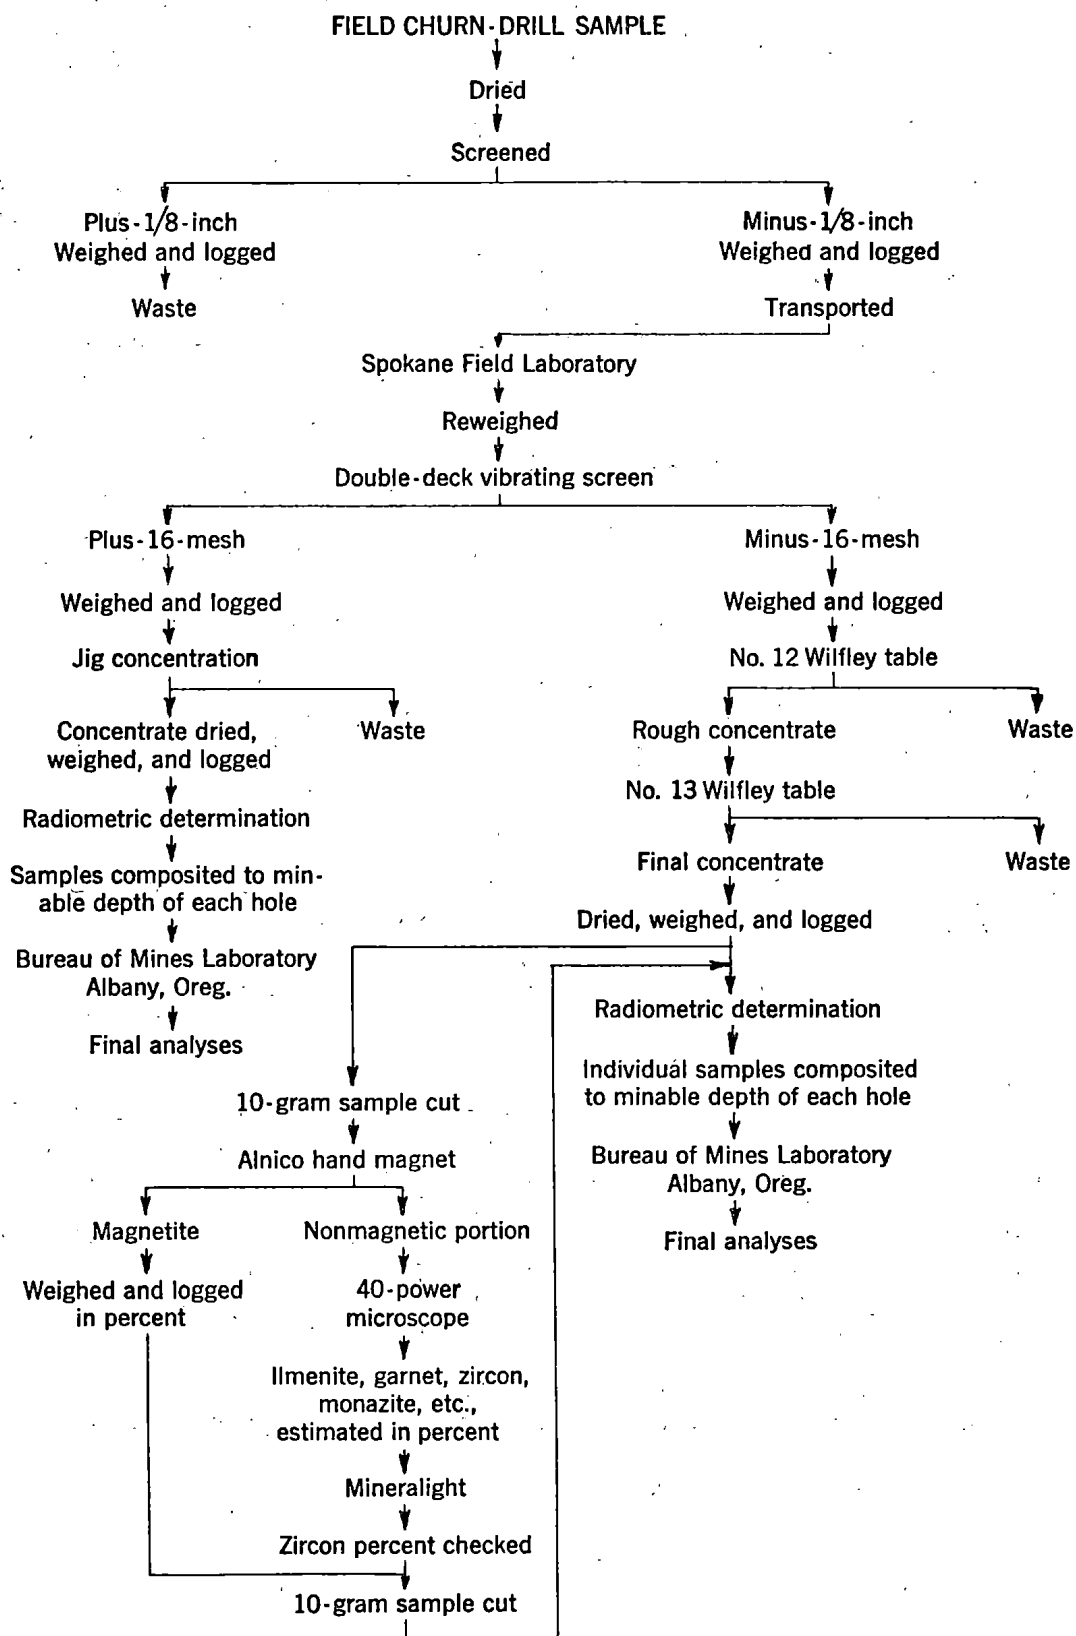 FIELD CHURN-DRILL SAMPLE
Dried
Screened
Plus-1/8-inch
Weighed and logged
Waste
Minus-1/8-inch
Weighed and logged
Transported
Spokane Field Laboratory
Reweighed
Double-deck vibrating screen
Plus-16-mesh
Weighed and logged
Jig concentration
Concentrate dried,
weighed, and logged
Waste
Radiometric determination
Samples composited to min-
able depth of each hole
Bureau of Mines Laboratory
Albany, Oreg.
Final analyses
Minus-16-mesh
Weighed and logged
No. 12 Wilfley table
Rough concentrate
Waste
No. 13 Wilfley table
Final concentrate
Waste
Dried, weighed, and logged
Radiometric determination
Individual samples composited
to minable depth of each hole
Bureau of Mines Laboratory
Albany, Oreg.
Final analyses
10-gram sample cut
Alnico hand magnet
Magnetite
Weighed and logged
in percent
Nonmagnetic portion
40-power
microscope
Ilmenite, garnet, zircon,
monazite, etc.,
estimated in percent
Mineralight
Zircon percent checked
10-gram sample cut